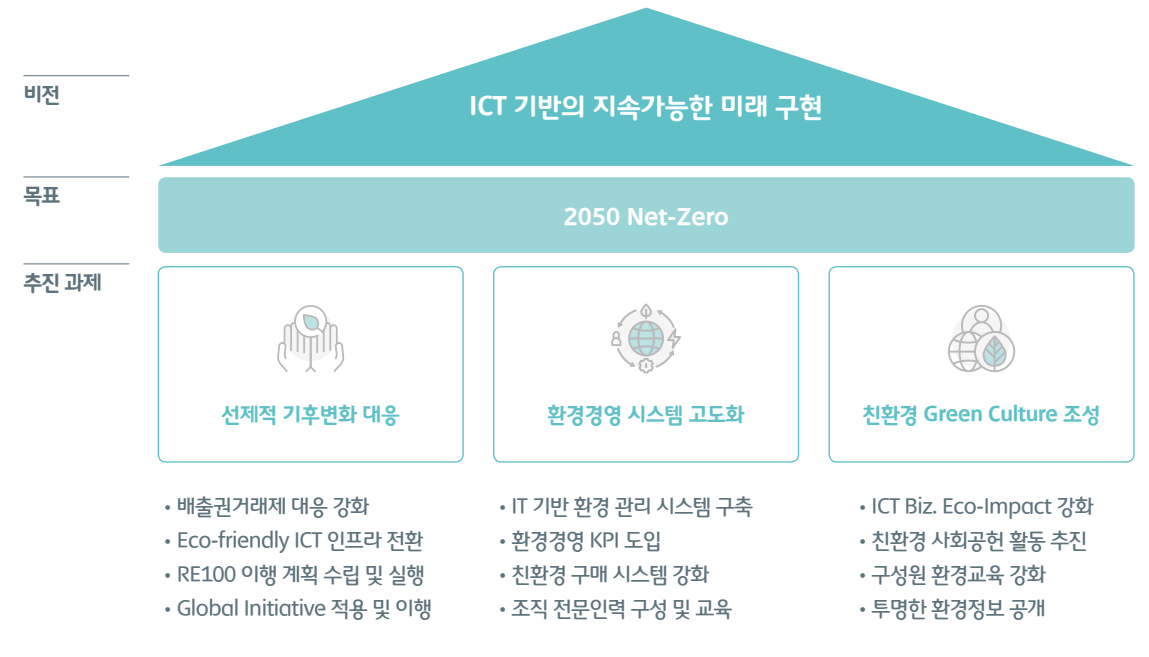 비전
ICT 기반의 지속가능한 미래 구현
목표
2050 Net-Zero
추진 과제
선제적 기후변화 대응
• 배출권거래제 대응 강화
• Eco-friendly ICT 인프라 전환
• RE100 이행 계획 수립 및 실행
• Global Initiative 적용 및 이행
환경경영 시스템 고도화
• IT 기반 환경 관리 시스템 구축
• 환경경영 KPI 도입
• 친환경 구매 시스템 강화
• 조직 전문인력 구성 및 교육
친환경 Green Culture 조성
• ICT Biz. Eco-Impact 강화
• 친환경 사회공헌 활동 추진
• 구성원 환경교육 강화
• 투명한 환경정보 공개